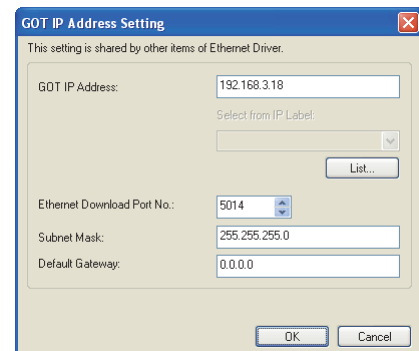 GOT IP Address Setting
This setting is shared by other items of Ethernet Driver.
GOT IP Address: 192.168.3.18
Select from IP Label:
List...
Ethernet Download Port No.: 5014
Subnet Mask: 255.255.255.0
Default Gateway: 0.0.0.0
OK Cancel